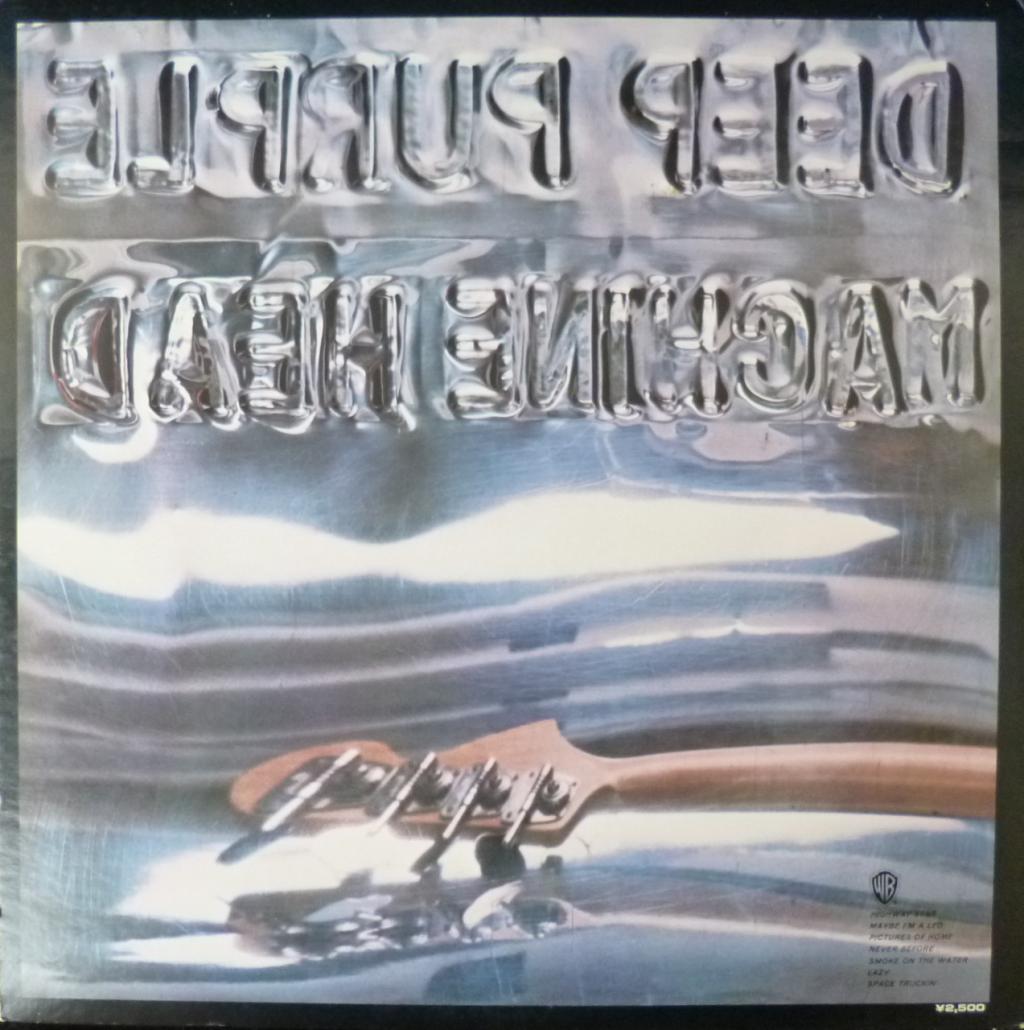 DEEP PURPLE
MACHINE HEAD
WB
HIGHWAY STAR
MAYBE I'M A LEO
PICTURES OF HOME
NEVER BEFORE
SMOKE ON THE WATER
LAZY
SPACE TRUCKIN'
¥2,500